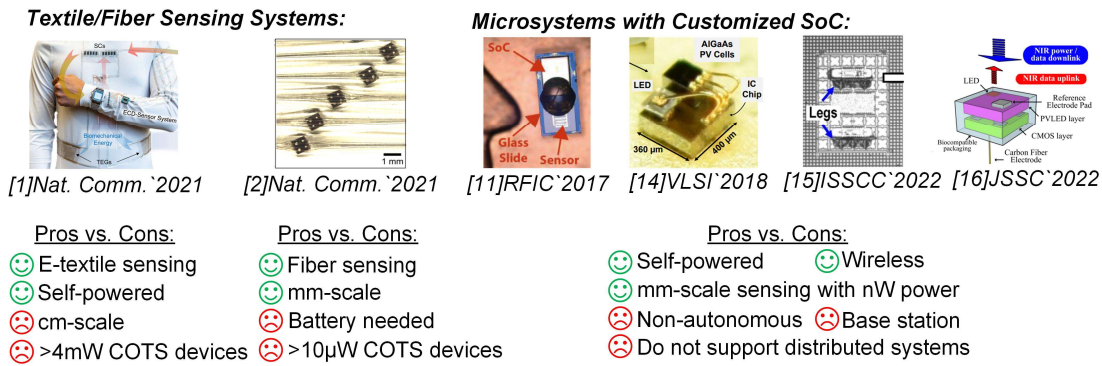 Textile/Fiber Sensing Systems:
Microsystems with Customized SoC:
SCs
ECD-Sensor System
Biomechanical
Energy
TEGs
1 mm
SoC
Glass
Slide
Sensor
AlGaAs
PV Cells
LED
IC
Chip
360 µm
400 µm
Legs
NIR power /
data downlink
NIR data uplink
LED
Reference
Electrode Pad
PVLED layer
CMOS layer
Biocompatible
packaging
Carbon Fiber
Electrode
[1]Nat. Comm.`2021
[2]Nat. Comm.`2021
[11]RFIC`2017
[14]VLSI`2018
[15]ISSCC`2022
[16]JSSC`2022
Pros vs. Cons:
E-textile sensing
Self-powered
cm-scale
>4mW COTS devices
Pros vs. Cons:
Fiber sensing
mm-scale
Battery needed
>10µW COTS devices
Pros vs. Cons:
Self-powered
Wireless
mm-scale sensing with nW power
Non-autonomous
Base station
Do not support distributed systems